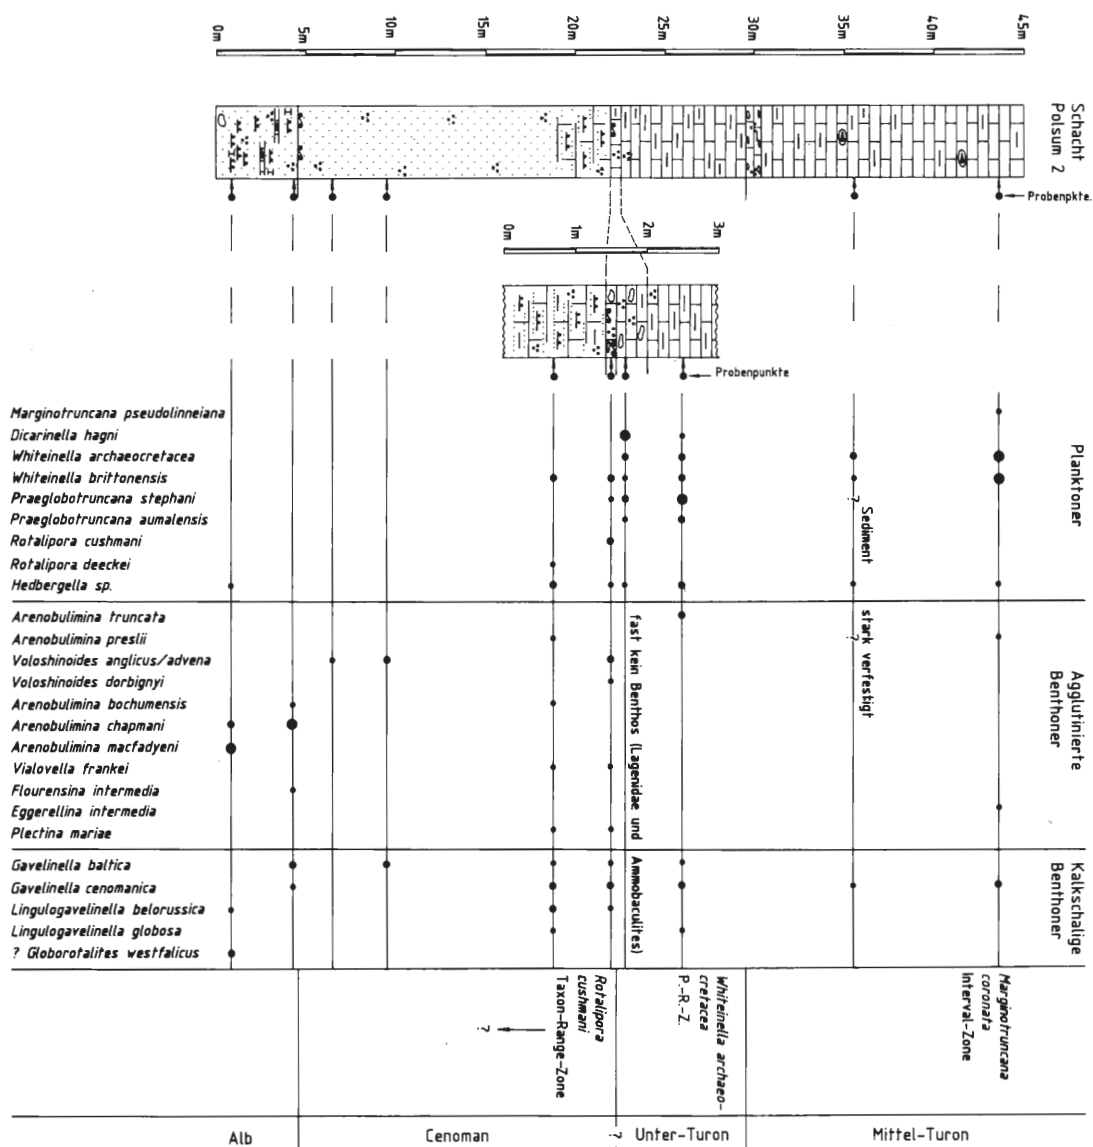 0m
5m
10m
15m
20m
25m
30m
35m
40m
45m
Schacht
Polsum 2
Probenpkte.
0m
1m
2m
3m
Probenpunkte
Marginotruncana pseudolinneiana
Dicarinella hagni
Whiteinella archaeocretacea
Whiteinella brittonensis
Praeglobotruncana stephani
Praeglobotruncana aumalensis
Rotalipora cushmani
Rotalipora deeckei
Hedbergella sp.
Planktoner
? Sediment
Arenobulimina truncata
Arenobulimina preslii
Voloshinoides anglicus/advena
Voloshinoides dorbignyi
Arenobulimina bochumensis
Arenobulimina chapmani
Arenobulimina macfadyeni
Vialovella frankei
Flourensina intermedia
Eggerellina intermedia
Plectina mariae
fast kein Benthos (Lagenidae und
stark verfestigt
?
Agglutinierte
Benthoner
Gavelinella baltica
Gavelinella cenomanica
Lingulogavelinella belorussica
Lingulogavelinella globosa
? Globorotalites westfalicus
Ammobaculites)
Kalkschalige
Benthoner
Rotalipora
cushmani
Taxon-Range-Zone
?
Whiteinella archaeo-
cretacea
P.-R.-Z.
Marginotruncana
coronata
Interval-Zone
Alb
Cenoman
?
Unter-Turon
Mittel-Turon